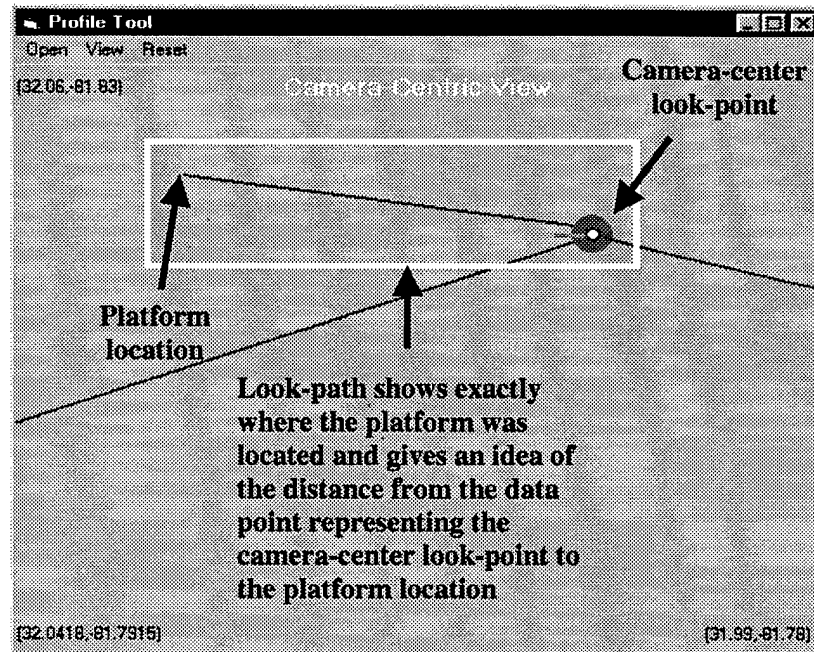 Profile Tool
Open View Reset
(32.06,-81.83)
Camera-Centric View
Camera-center
look-point
Platform
location
Look-path shows exactly
where the platform was
located and gives an idea of
the distance from the data
point representing the
camera-center look-point to
the platform location
(32.0418,-81.7915)
(31.99,-81.78)